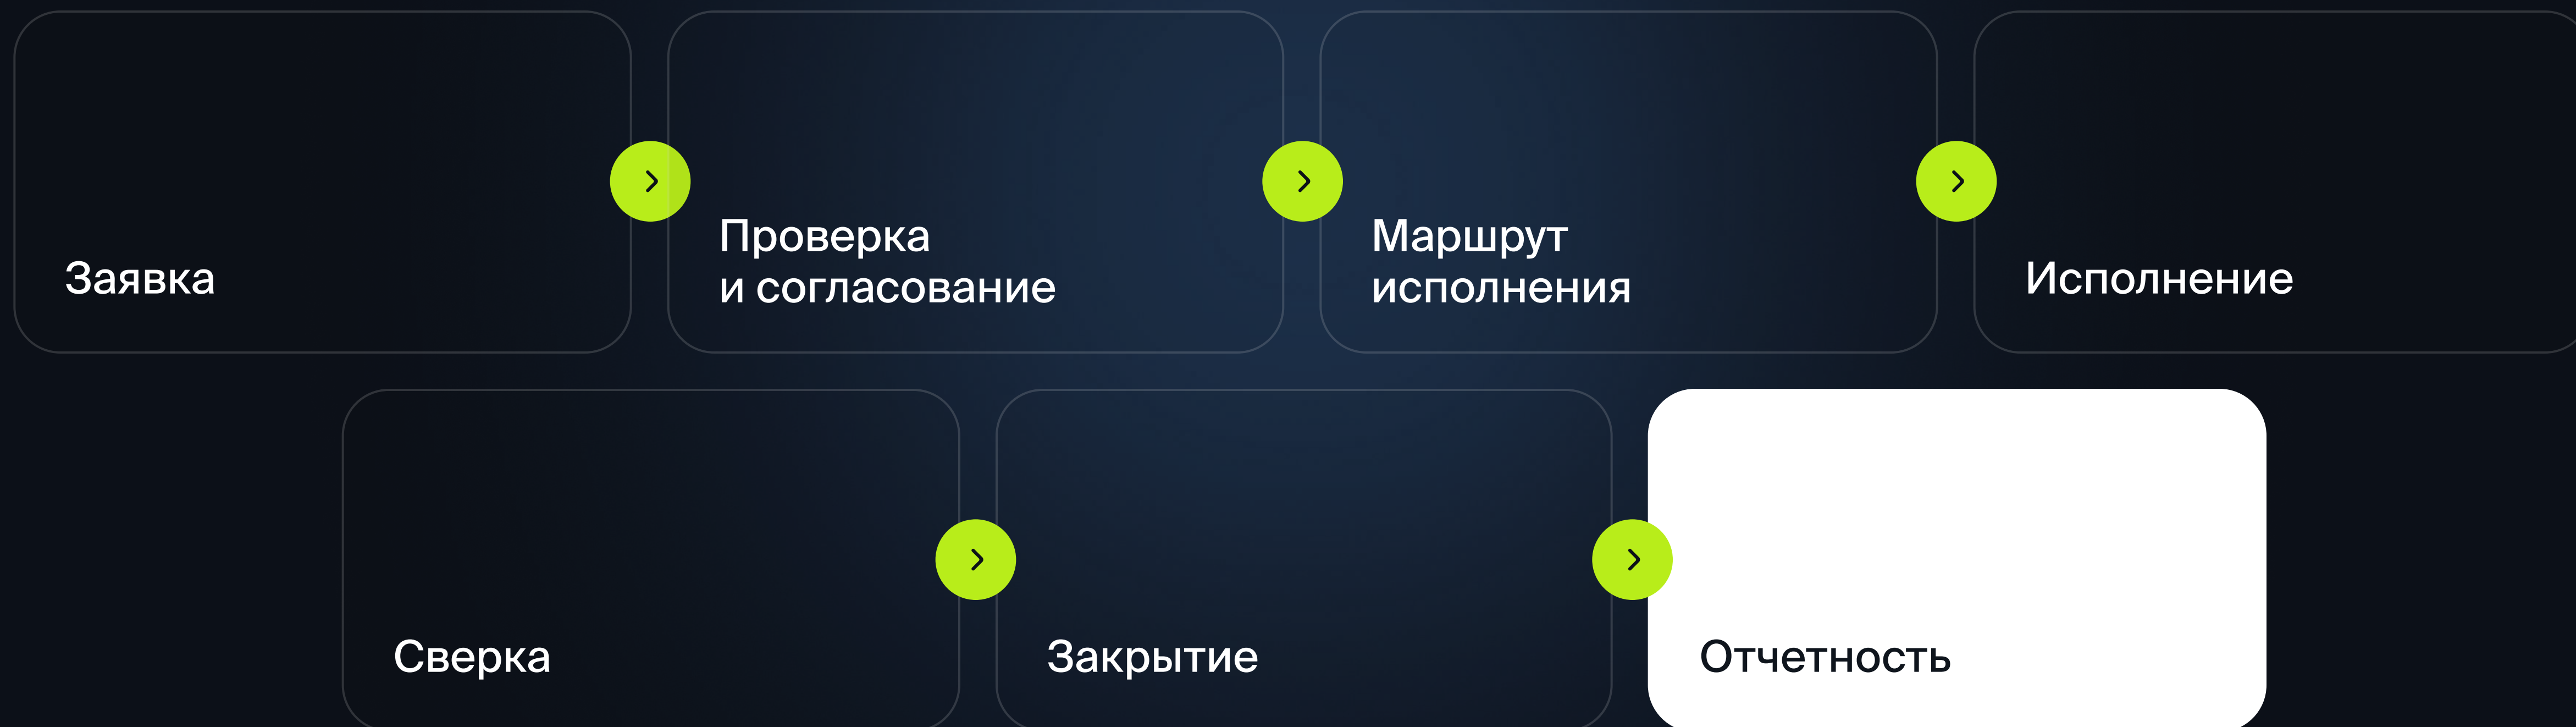 Заявка
Проверка
и согласование
Маршрут
исполнения
Исполнение
Сверка
Закрытие
Отчетность